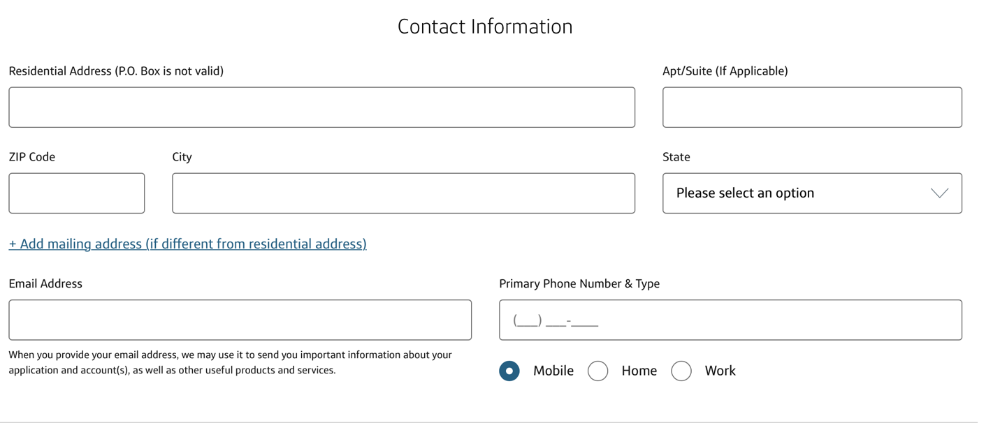 Contact Information
Residential Address (P.O. Box is not valid)
Apt/Suite (If Applicable)
ZIP Code
City
State
Please select an option
+ Add mailing address (if different from residential address)
Email Address
When you provide your email address, we may use it to send you important information about your
application and account(s), as well as other useful products and services.
Primary Phone Number & Type
(___) ___-____
Mobile
Home
Work